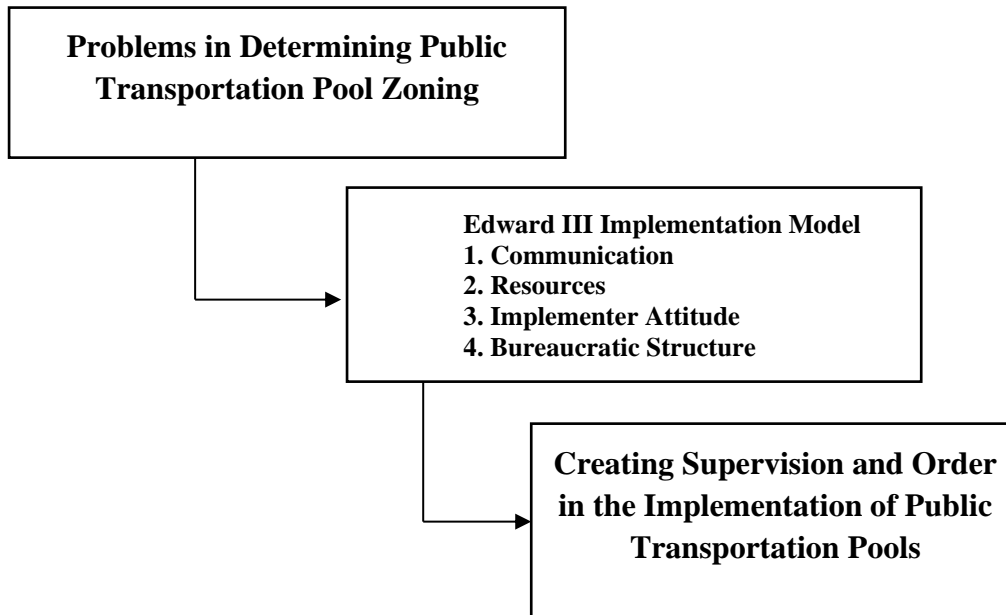 Problems in Determining Public
Transportation Pool Zoning
Edward III Implementation Model
1. Communication
2. Resources
3. Implementer Attitude
4. Bureaucratic Structure
Creating Supervision and Order
in the Implementation of Public
Transportation Pools